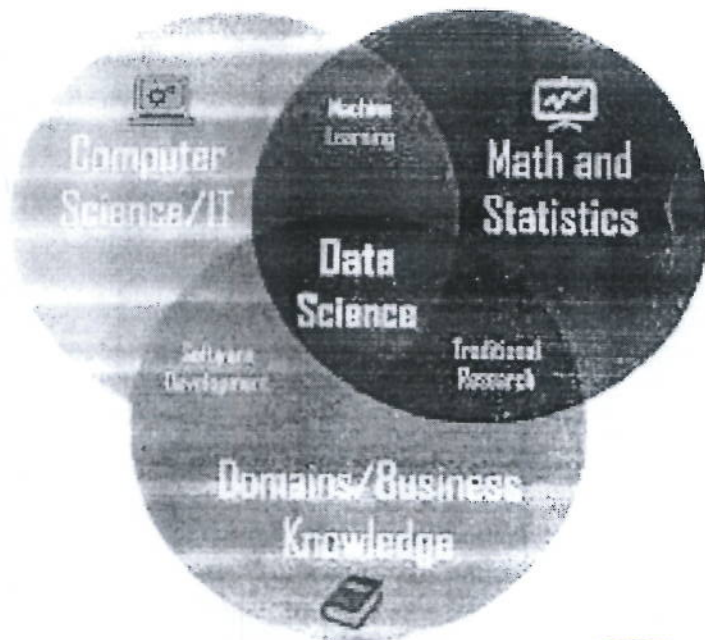 Machine
Learning
Computer
Science/IT
Math and
Statistics
Data
Science
Software
Development
Traditional
Research
Domains/Business
Knowledge